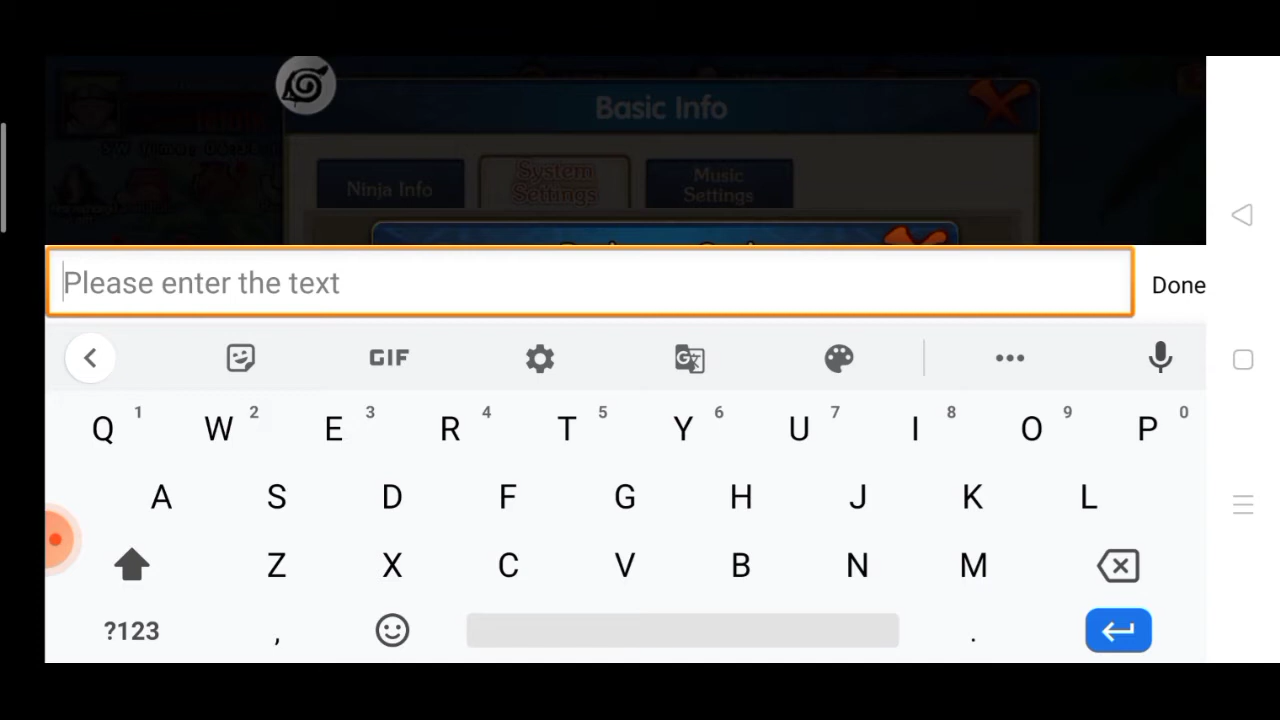 Basic Info
Ninja Info
System Settings
Music Settings
Please enter the text
Done
GIF
Q 1 W 2 E 3 R 4 T 5 Y 6 U 7 I 8 O 9 P 0
A S D F G H J K L
Z X C V B N M
?123 , .